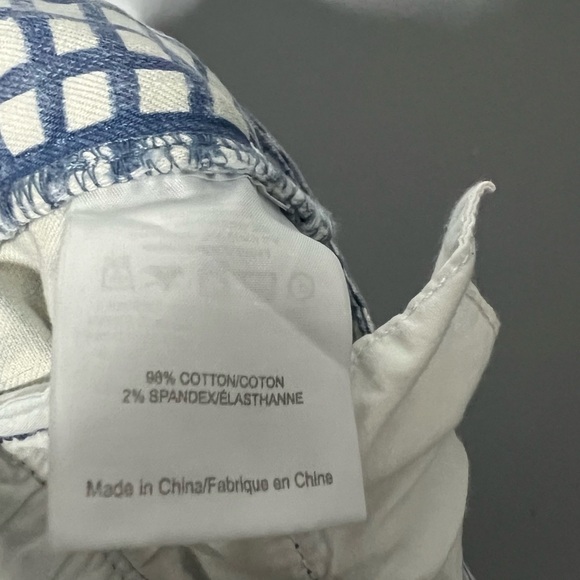 98% COTTON/COTON
2% SPANDEX/ÉLASTHANNE
Made in China/Fabrique en Chine